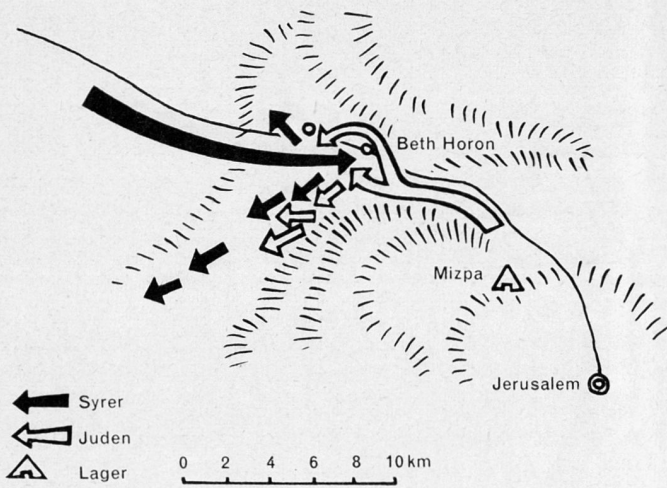 Beth Horon
Mizpa
Jerusalem
Syrer
Juden
Lager
0 2 4 6 8 10 km